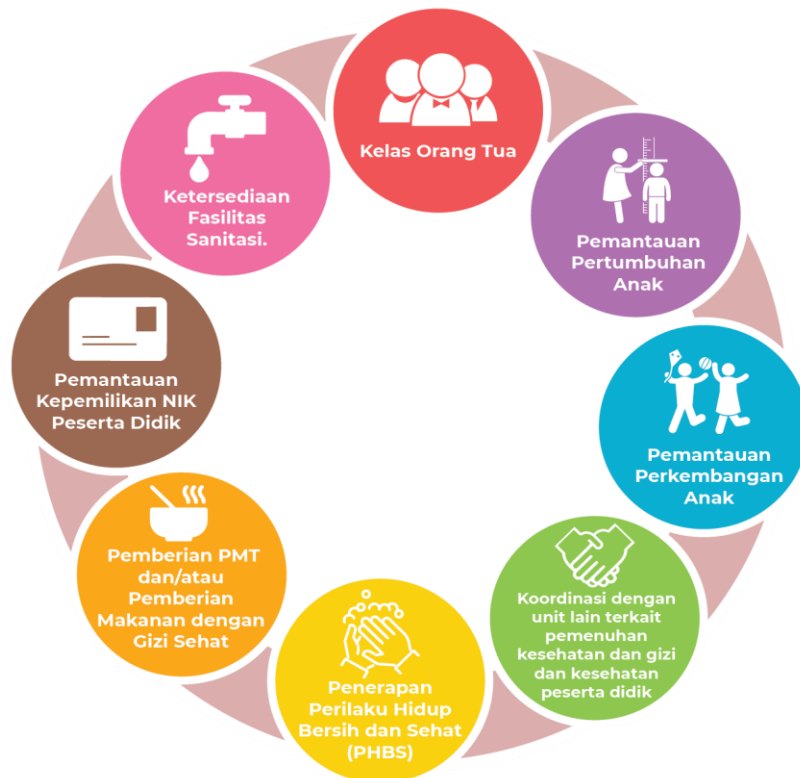 Kelas Orang Tua
Pemantauan
Pertumbuhan
Anak
Pemantauan
Perkembangan
Anak
Koordinasi dengan
unit lain terkait
pemenuhan
kesehatan dan gizi
dan kesehatan
peserta didik
Penerapan
Perilaku Hidup
Bersih dan Sehat
(PHBS)
Pemberian PMT
dan/atau
Pemberian
Makanan dengan
Gizi Sehat
Pemantauan
Kepemilikan NIK
Peserta Didik
Ketersediaan
Fasilitas
Sanitasi.